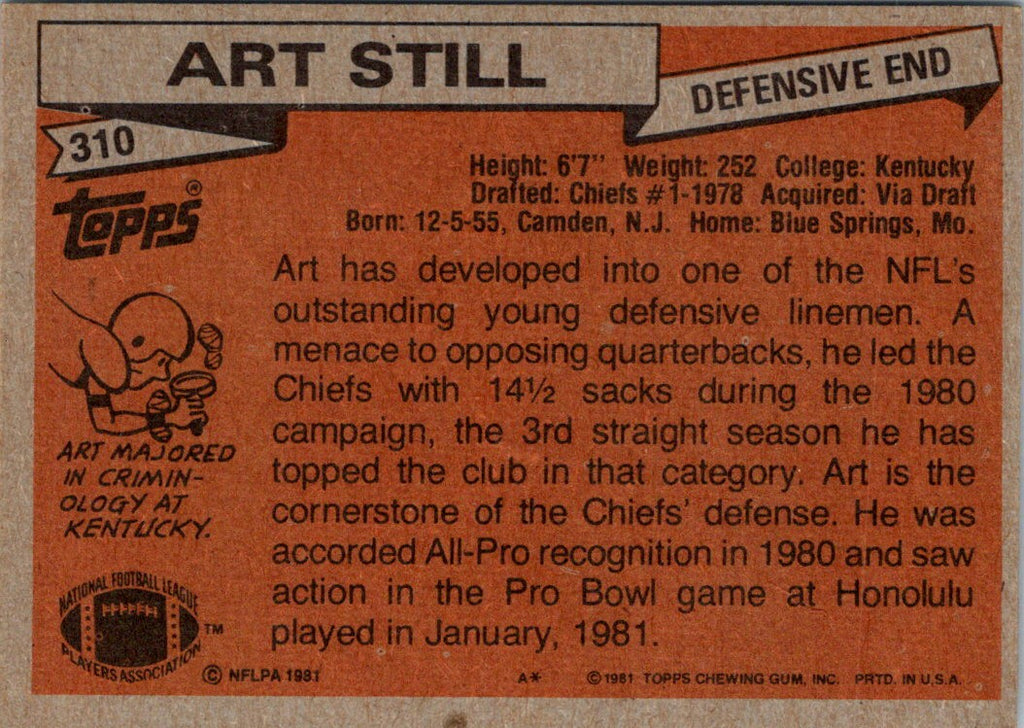 ART STILL
DEFENSIVE END
310
TOPPS®
Height: 6'7" Weight: 252 College: Kentucky
Drafted: Chiefs #1-1978 Acquired: Via Draft
Born: 12-5-55, Camden, N.J. Home: Blue Springs, Mo.
Art has developed into one of the NFL's
outstanding young defensive linemen. A
menace to opposing quarterbacks, he led the
Chiefs with 14½ sacks during the 1980
campaign, the 3rd straight season he has
topped the club in that category. Art is the
cornerstone of the Chiefs' defense. He was
accorded All-Pro recognition in 1980 and saw
action in the Pro Bowl game at Honolulu
played in January, 1981.
ART MAJORED
IN CRIMIN-
OLOGY AT
KENTUCKY.
NATIONAL FOOTBALL LEAGUE
PLAYERS ASSOCIATION
TM
© NFLPA 1981
A*
©1981 TOPPS CHEWING GUM, INC. PRTD. IN U.S.A.